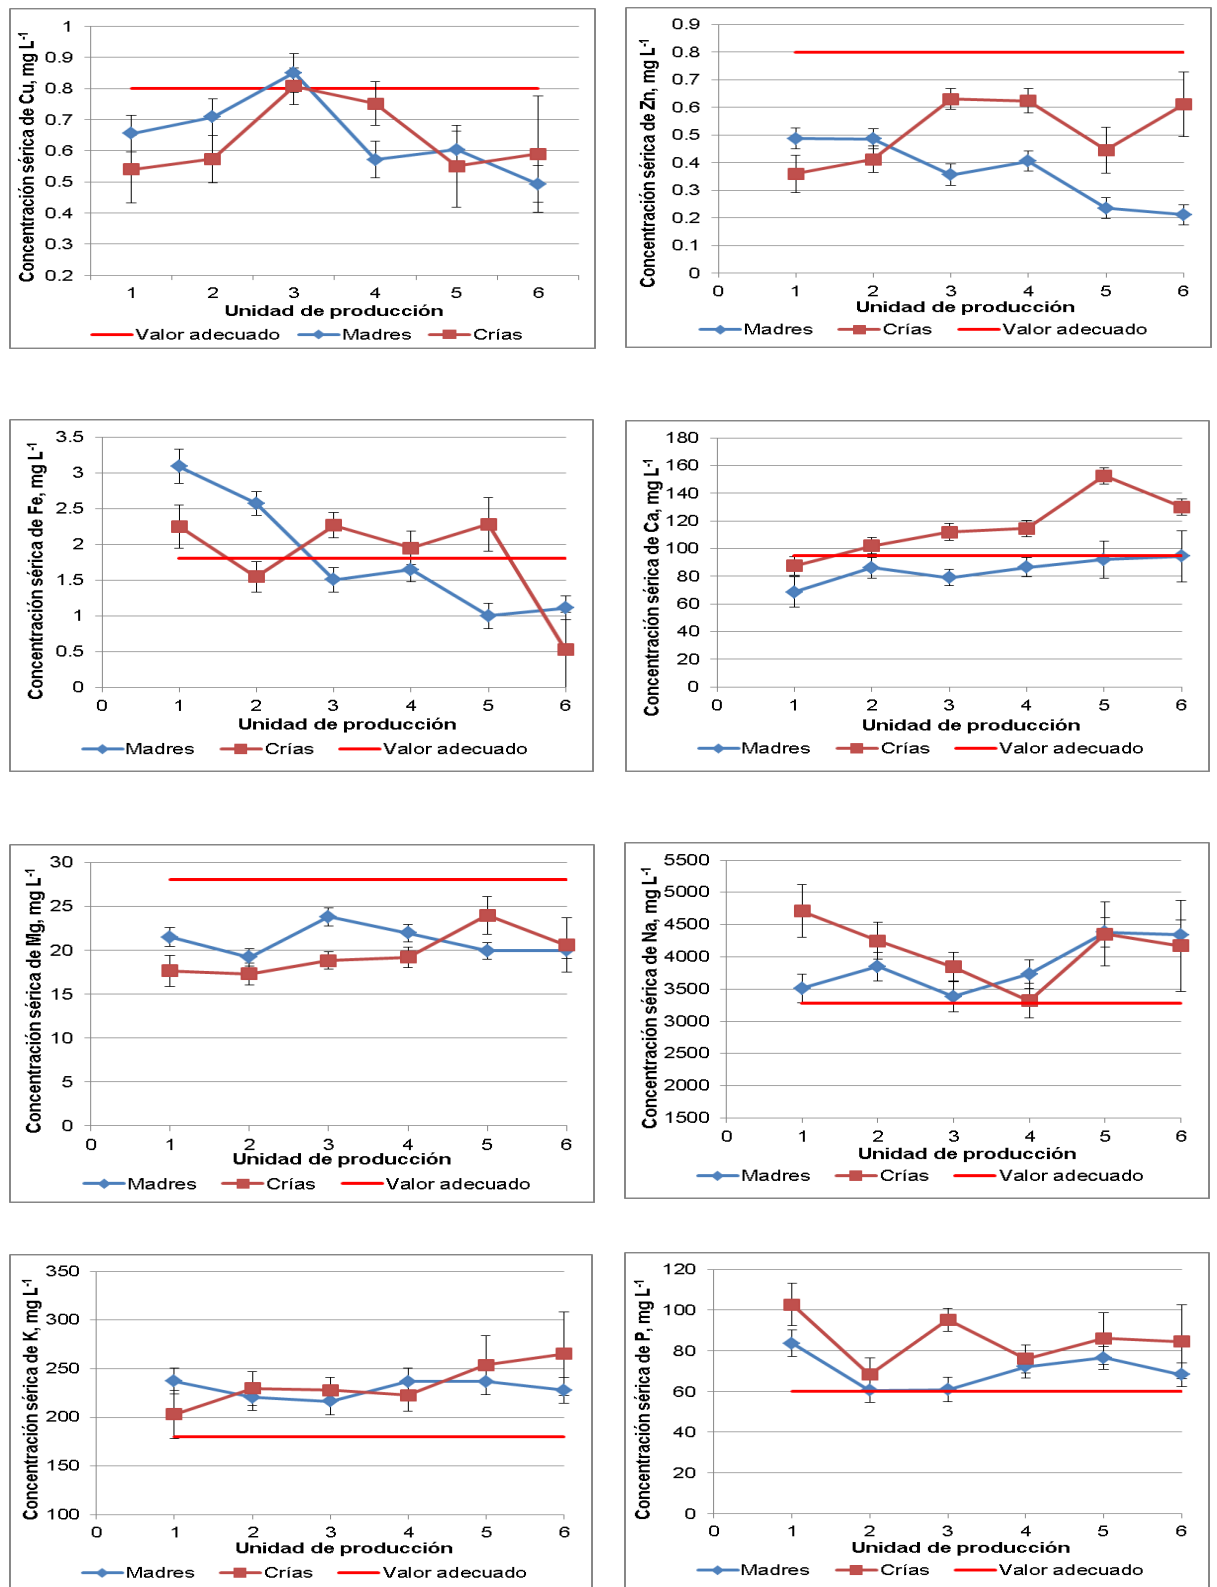 Concentración sérica de Cu, mg L-1
1
0.9
0.8
0.7
0.6
0.5
0.4
0.3
0.2
1 2 3 4 5 6
Unidad de producción
Valor adecuado Madres Crías
Concentración sérica de Zn, mg L-1
0.9
0.8
0.7
0.6
0.5
0.4
0.3
0.2
0.1
0
0 1 2 3 4 5 6
Unidad de producción
Madres Crías Valor adecuado
Concentración sérica de Fe, mg L-1
3.5
3
2.5
2
1.5
1
0.5
0
0 1 2 3 4 5 6
Unidad de producción
Madres Crías Valor adecuado
Concentración sérica de Ca, mg L-1
180
160
140
120
100
80
60
40
20
0
0 1 2 3 4 5 6
Unidad de producción
Madres Crías Valor adecuado
Concentración sérica de Mg, mg L-1
30
25
20
15
10
5
0
0 1 2 3 4 5 6
Unidad de producción
Madres Crías Valor adecuado
Concentración sérica de Na, mg L-1
5500
5000
4500
4000
3500
3000
2500
2000
1500
0 1 2 3 4 5 6
Unidad de producción
Madres Crías Valor adecuado
Concentración sérica de K, mg L-1
350
300
250
200
150
100
0 1 2 3 4 5 6
Unidad de producción
Madres Crías Valor adecuado
Concentración sérica de P, mg L-1
120
100
80
60
40
20
0
0 1 2 3 4 5 6
Unidad de producción
Madres Crías Valor adecuado